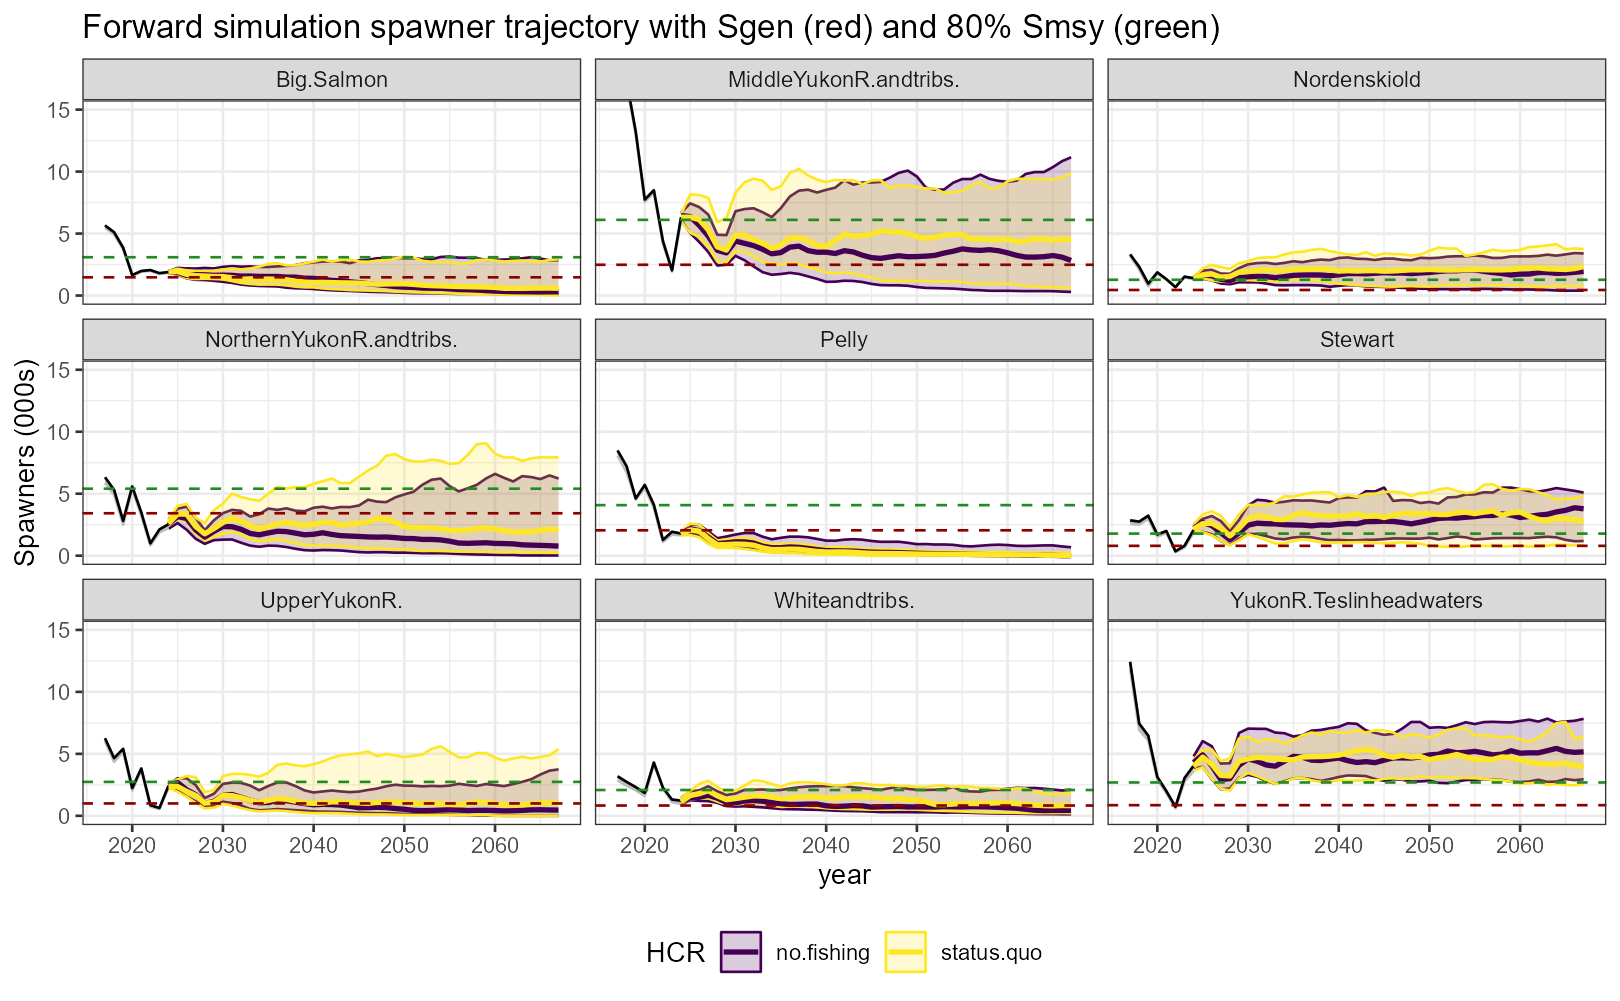 Forward simulation spawner trajectory with Sgen (red) and 80% Smsy (green)
Big.Salmon
MiddleYukonR.andtribs.
Nordenskiold
15
10
5
0
NorthernYukonR.andtribs.
Pelly
Stewart
15
10
5
0
Spawners (000s)
UpperYukonR.
Whiteandtribs.
YukonR.Teslinheadwaters
15
10
5
0
2020 2030 2040 2050 2060
2020 2030 2040 2050 2060
2020 2030 2040 2050 2060
year
HCR no.fishing status.quo